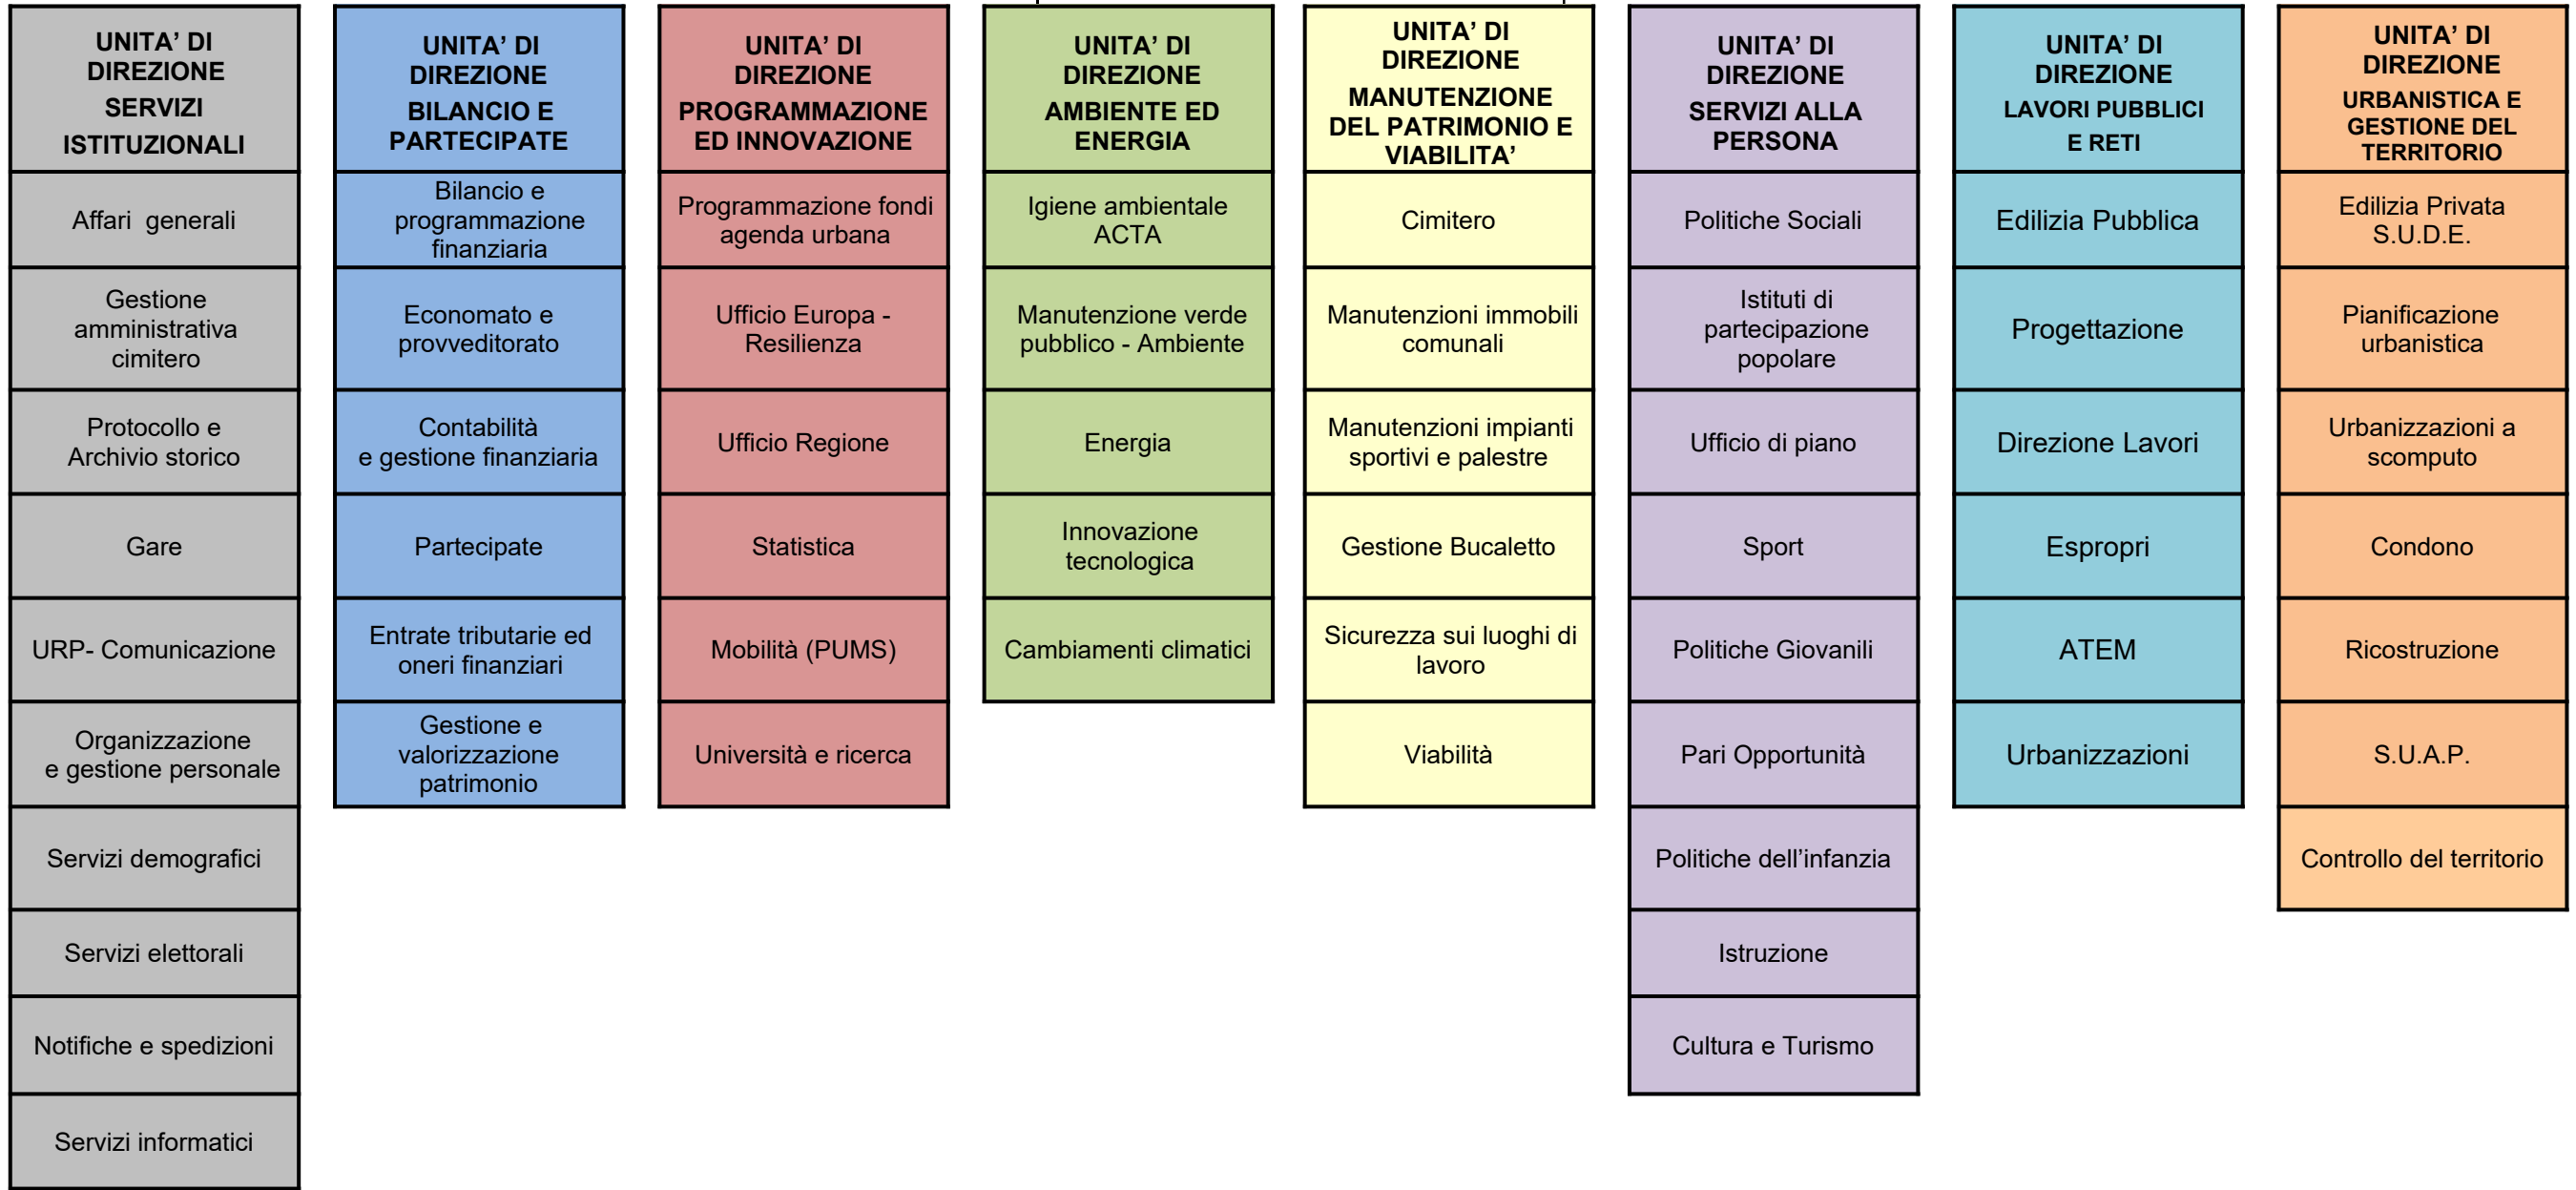 UNITA’ DI
DIREZIONE
SERVIZI
ISTITUZIONALI
Affari  generali
Gestione
amministrativa
cimitero
Protocollo e
Archivio storico
Gare
URP- Comunicazione
Organizzazione
e gestione personale
Servizi demografici
Servizi elettorali
Notifiche e spedizioni
Servizi informatici
UNITA’ DI
DIREZIONE
BILANCIO E
PARTECIPATE
Bilancio e
programmazione
finanziaria
Economato e
provveditorato
Contabilità
e gestione finanziaria
Partecipate
Entrate tributarie ed
oneri finanziari
Gestione e
valorizzazione
patrimonio
UNITA’ DI
DIREZIONE
PROGRAMMAZIONE
ED INNOVAZIONE
Programmazione fondi
agenda urbana
Ufficio Europa -
Resilienza
Ufficio Regione
Statistica
Mobilità (PUMS)
Università e ricerca
UNITA’ DI
DIREZIONE
AMBIENTE ED
ENERGIA
Igiene ambientale
ACTA
Manutenzione verde
pubblico - Ambiente
Energia
Innovazione
tecnologica
Cambiamenti climatici
UNITA’ DI
DIREZIONE
MANUTENZIONE
DEL PATRIMONIO E
VIABILITA’
Cimitero
Manutenzioni immobili
comunali
Manutenzioni impianti
sportivi e palestre
Gestione Bucaletto
Sicurezza sui luoghi di
lavoro
Viabilità
UNITA’ DI
DIREZIONE
SERVIZI ALLA
PERSONA
Politiche Sociali
Istituti di
partecipazione
popolare
Ufficio di piano
Sport
Politiche Giovanili
Pari Opportunità
Politiche dell’infanzia
Istruzione
Cultura e Turismo
UNITA’ DI
DIREZIONE
LAVORI PUBBLICI
E RETI
Edilizia Pubblica
Progettazione
Direzione Lavori
Espropri
ATEM
Urbanizzazioni
UNITA’ DI
DIREZIONE
URBANISTICA E
GESTIONE DEL
TERRITORIO
Edilizia Privata
S.U.D.E.
Pianificazione
urbanistica
Urbanizzazioni a
scomputo
Condono
Ricostruzione
S.U.A.P.
Controllo del territorio